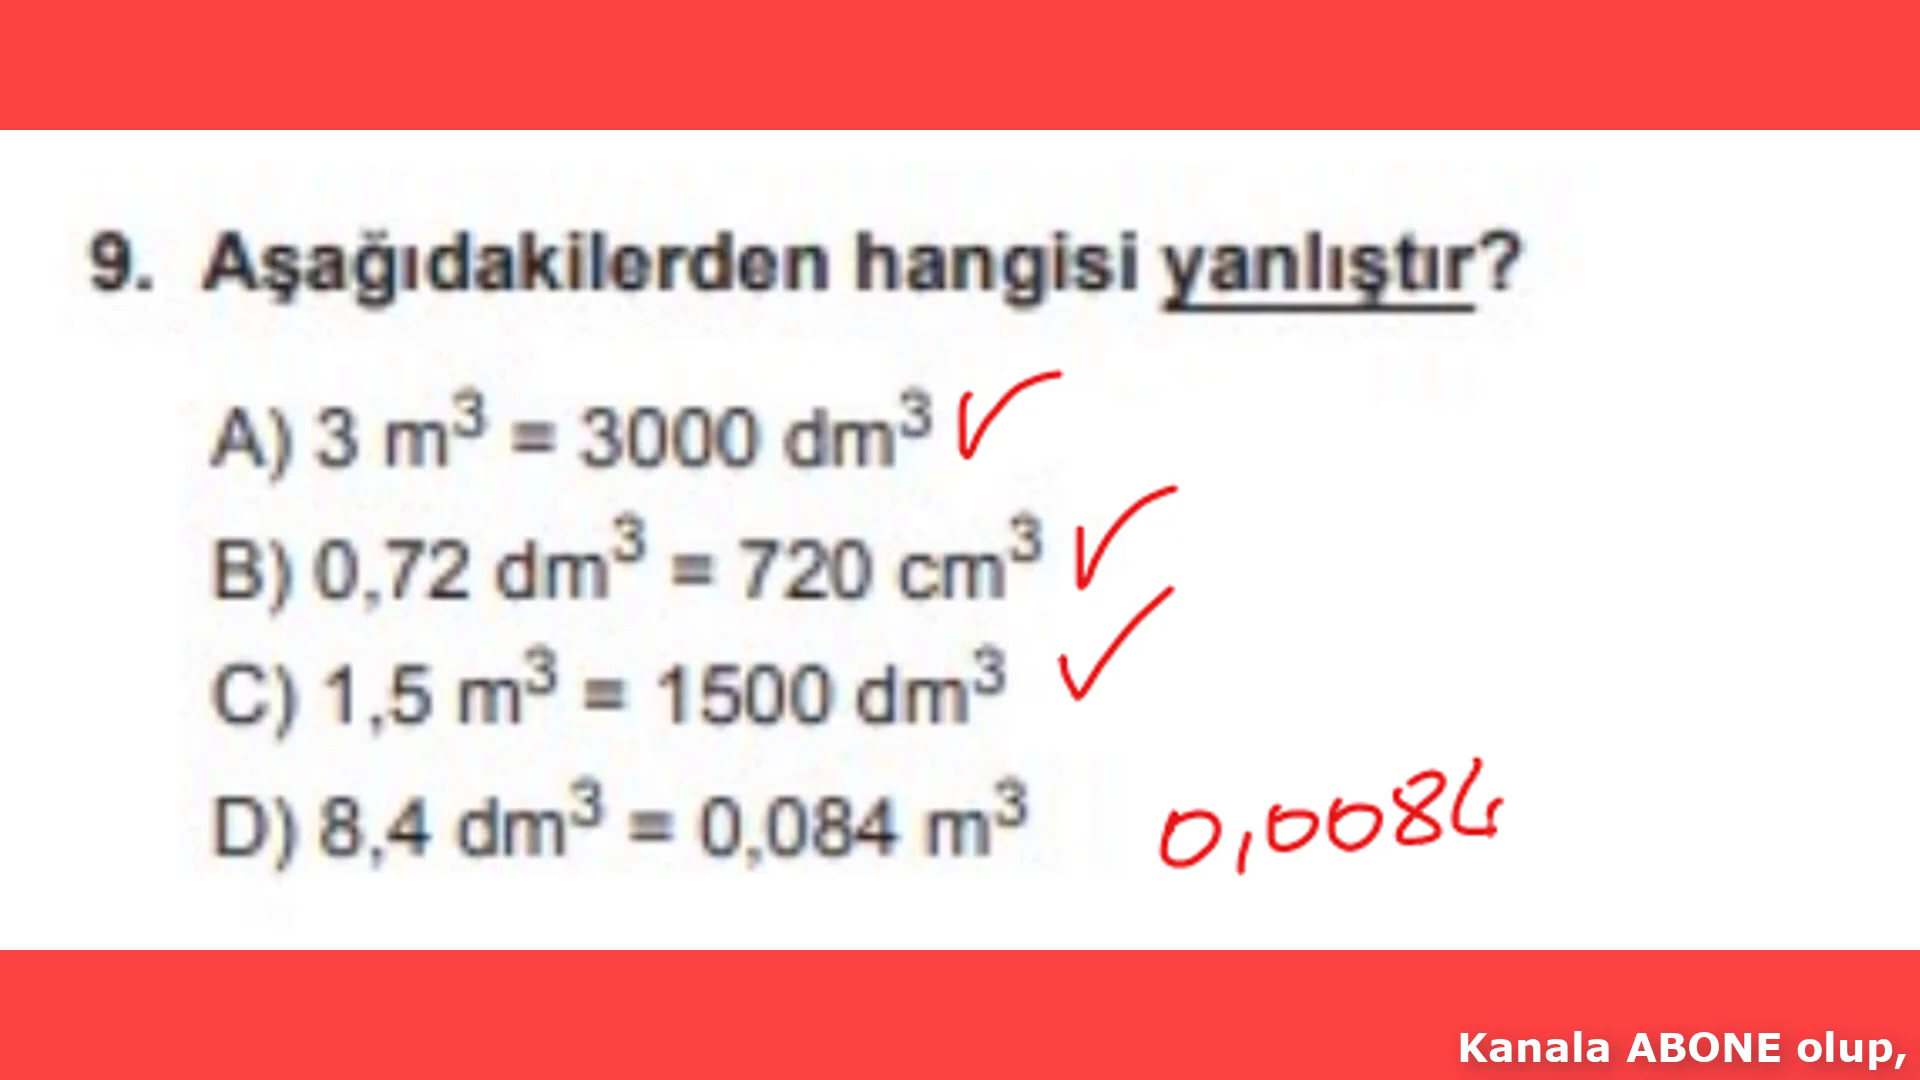 9. Aşağıdakilerden hangisi yanlıştır?
A) 3 m³ = 3000 dm³
B) 0,72 dm³ = 720 cm³
C) 1,5 m³ = 1500 dm³
D) 8,4 dm³ = 0,084 m³ 0,0084
Kanala ABONE olup,